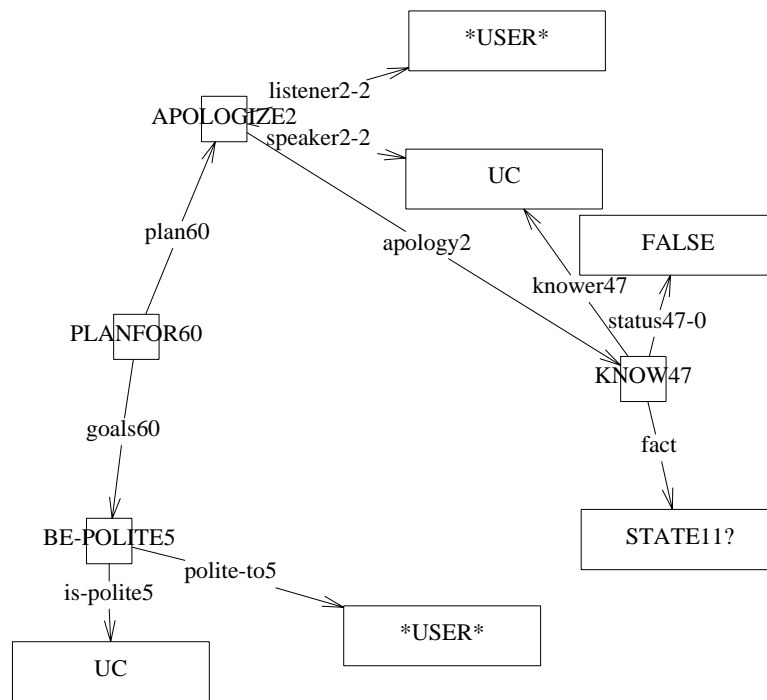 *USER*
listener2-2
APOLOGIZE2
speaker2-2
UC
plan60
apology2
FALSE
knower47
status47-0
PLANFOR60
KNOW47
goals60
fact
BE-POLITE5
STATE11?
polite-to5
is-polite5
*USER*
UC